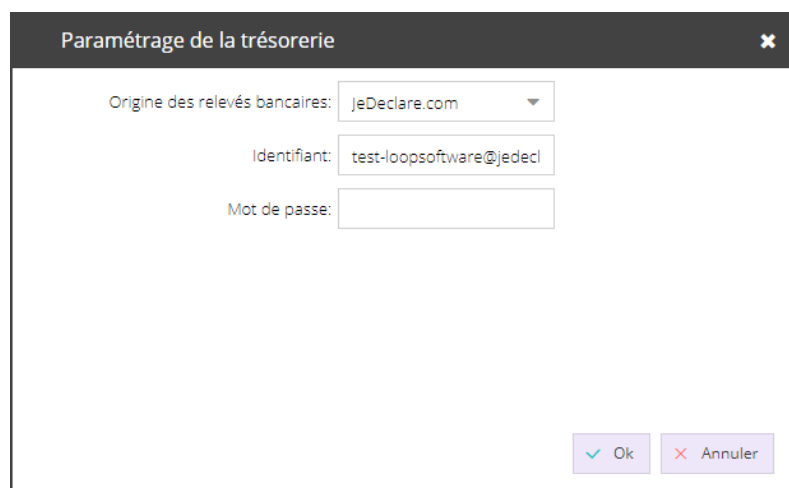 Paramétrage de la trésorerie
Origine des relevés bancaires: JeDeclare.com
Identifiant: test-loopsoftware@jedecl
Mot de passe:
Ok Annuler